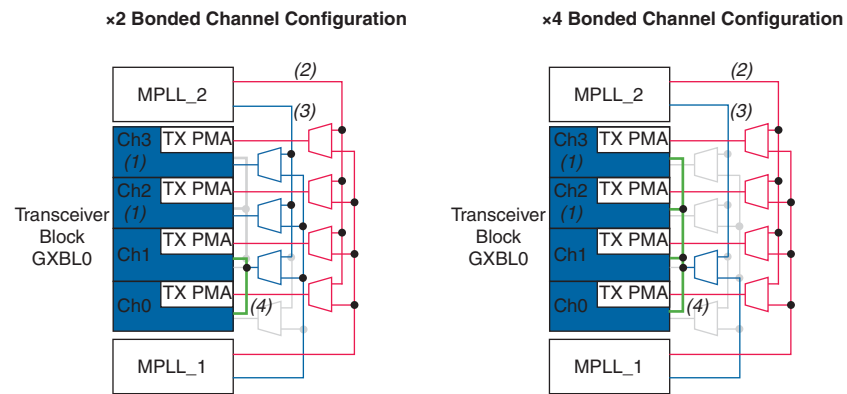 ×2 Bonded Channel Configuration
MPLL_2
(2)
(3)
Ch3
(1)
TX PMA
Ch2
(1)
TX PMA
Transceiver
Block
GXBL0
Ch1
TX PMA
Ch0
TX PMA
(4)
MPLL_1
×4 Bonded Channel Configuration
MPLL_2
(2)
(3)
Ch3
(1)
TX PMA
Ch2
(1)
TX PMA
Transceiver
Block
GXBL0
Ch1
TX PMA
Ch0
TX PMA
(4)
MPLL_1